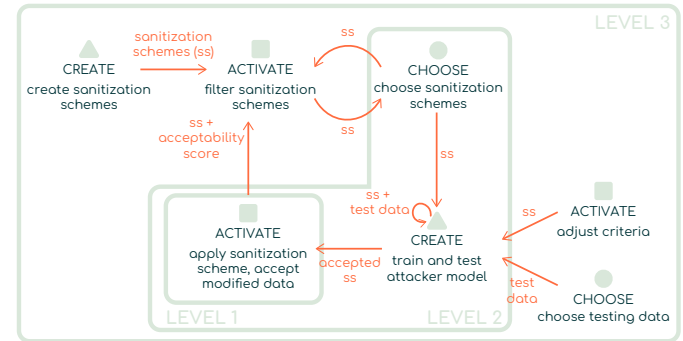 LEVEL 3
sanitization
schemes (ss)
CREATE
create sanitization
schemes
ACTIVATE
filter sanitization
schemes
ss
ss
CHOOSE
choose sanitization
schemes
ss +
acceptability
score
ss
ss +
test data
ACTIVATE
apply sanitization
scheme, accept
modified data
accepted
ss
CREATE
train and test
attacker model
ss
ACTIVATE
adjust criteria
test
data
CHOOSE
choose testing data
LEVEL 1
LEVEL 2